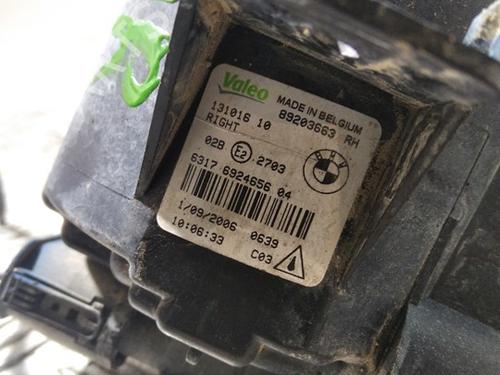 Valeo MADE IN BELGIUM
131016 10 89203663 RH
RIGHT
02B E2 2703 BMW
6317 6924656 04
1/09/2006 0639
10:06:33 C03